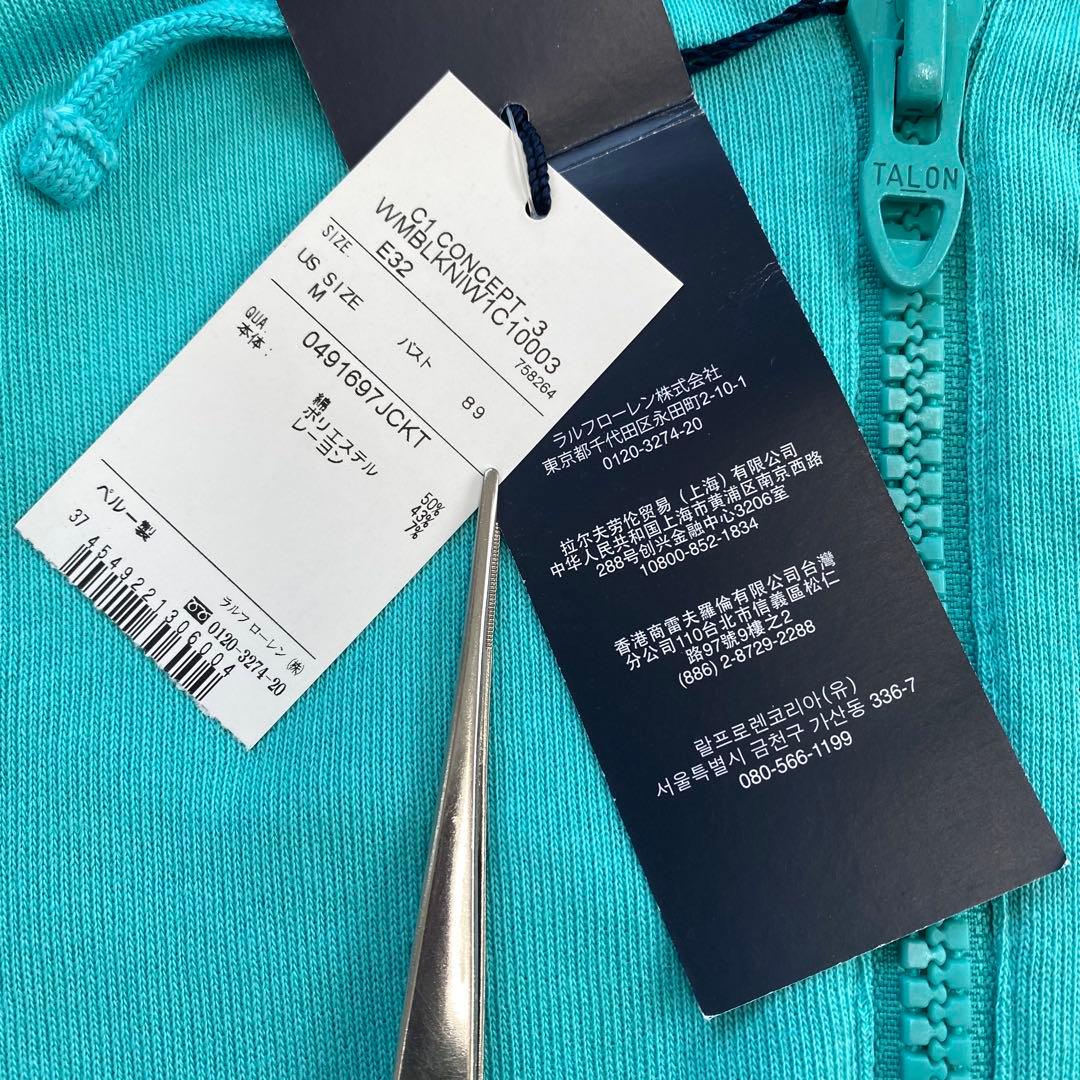 C1 CONCEPT - 3
WMBLKNIW1C10003
SIZE E32 758264
US SIZE バスト 89
M
0491697JCKT
QUA.
本体: 綿 50%
ポリエステル 43%
レーヨン 7%
ペルー製
37
4549221306004
ラルフ ローレン ㈱
0120-3274-20
ラルフローレン株式会社
東京都千代田区永田町2-10-1
0120-3274-20
拉尔夫劳伦贸易（上海）有限公司
中华人民共和国上海市黄浦区南京西路
288号创兴金融中心3206室
10800-852-1834
香港商雷夫羅倫有限公司台灣
分公司110台北市信義區松仁
路97號9樓之2
(886) 2-8729-2288
랄프로렌코리아(유)
서울특별시 금천구 가산동 336-7
080-566-1199
TALON